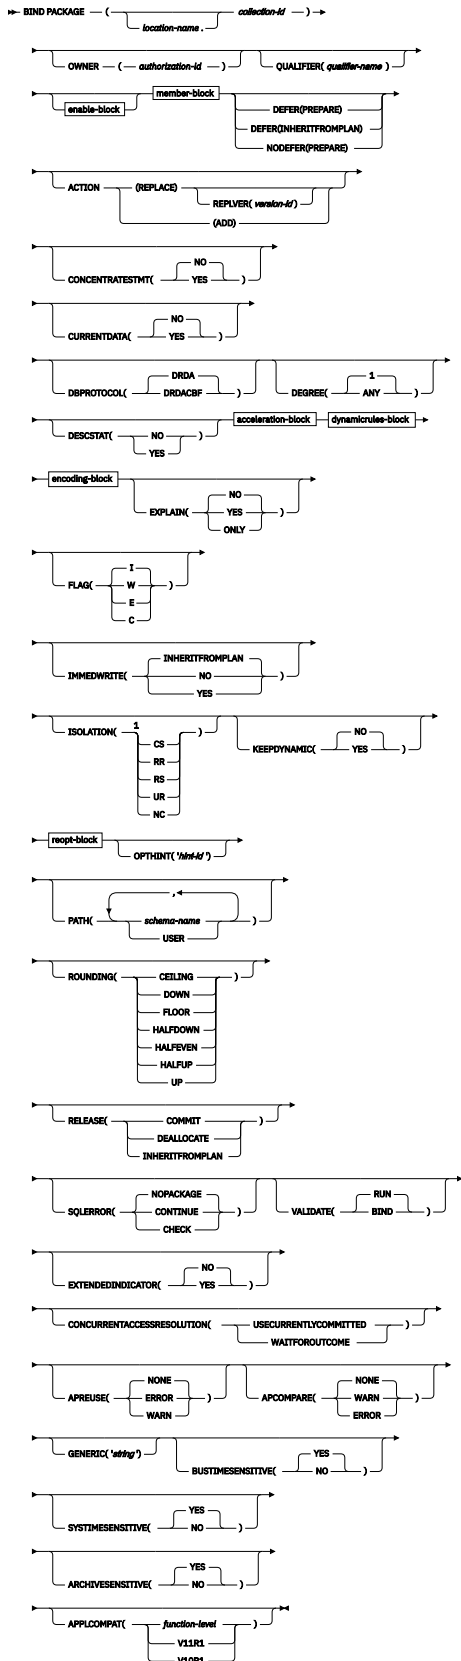 BIND PACKAGE ( location-name . collection-id )
OWNER ( authorization-id ) QUALIFIER( qualifier-name )
enable-block member-block DEFER(PREPARE)
DEFER(INHERITFROMPLAN)
NODEFER(PREPARE)
ACTION (REPLACE)
REPLVER( version-id )
(ADD)
NO
CONCENTRATESTMT( YES )
NO
CURRENTDATA( YES )
DRDA 1
DBPROTOCOL( DRDACBF ) DEGREE( ANY )
acceleration-block dynamicrules-block
DESCSTAT( NO )
YES
encoding-block NO
EXPLAIN( YES )
ONLY
I
FLAG( W )
E
C
INHERITFROMPLAN
IMMEDWRITE( NO )
YES
1
ISOLATION( CS ) NO
KEEPDYNAMIC( YES )
RR
RS
UR
NC
reopt-block
OPTHINT( 'hint-id ')
,
PATH( schema-name )
USER
ROUNDING( CEILING )
DOWN
FLOOR
HALFDOWN
HALFEVEN
HALFUP
UP
RELEASE( COMMIT )
DEALLOCATE
INHERITFROMPLAN
NOPACKAGE RUN
SQLERROR( CONTINUE ) VALIDATE( BIND )
CHECK
NO
EXTENDEDINDICATOR( YES )
CONCURRENTACCESSRESOLUTION( USECURRENTLYCOMMITTED )
WAITFOROUTCOME
NONE NONE
APREUSE( ERROR ) APCOMPARE( WARN )
WARN ERROR
GENERIC( 'string') YES
BUSTIMESENSITIVE( NO )
YES
SYSTIMESENSITIVE( NO )
YES
ARCHIVESENSITIVE( NO )
APPLCOMPAT( function-level )
V11R1
V10R1